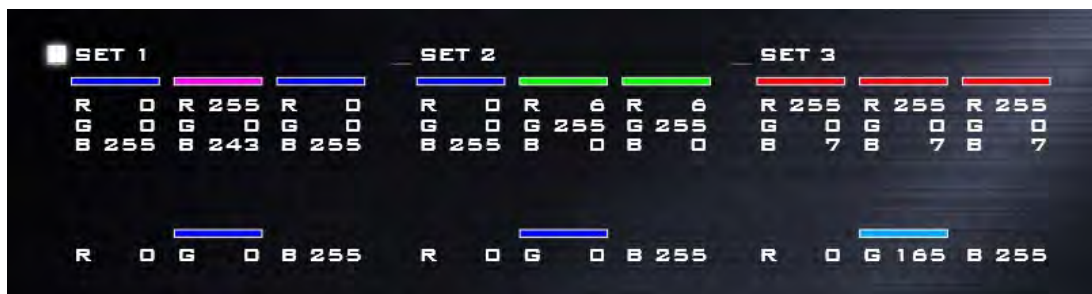 SET 1 SET 2 SET 3
R 0 R 255 R 0 R 0 R 6 R 6 R 255 R 255 R 255
G 0 G 0 G 0 G 0 G 255 G 255 G 0 G 0 G 0
B 255 B 243 B 255 B 255 B 0 B 0 B 7 B 7 B 7
R 0 G 0 B 255 R 0 G 0 B 255 R 0 G 165 B 255